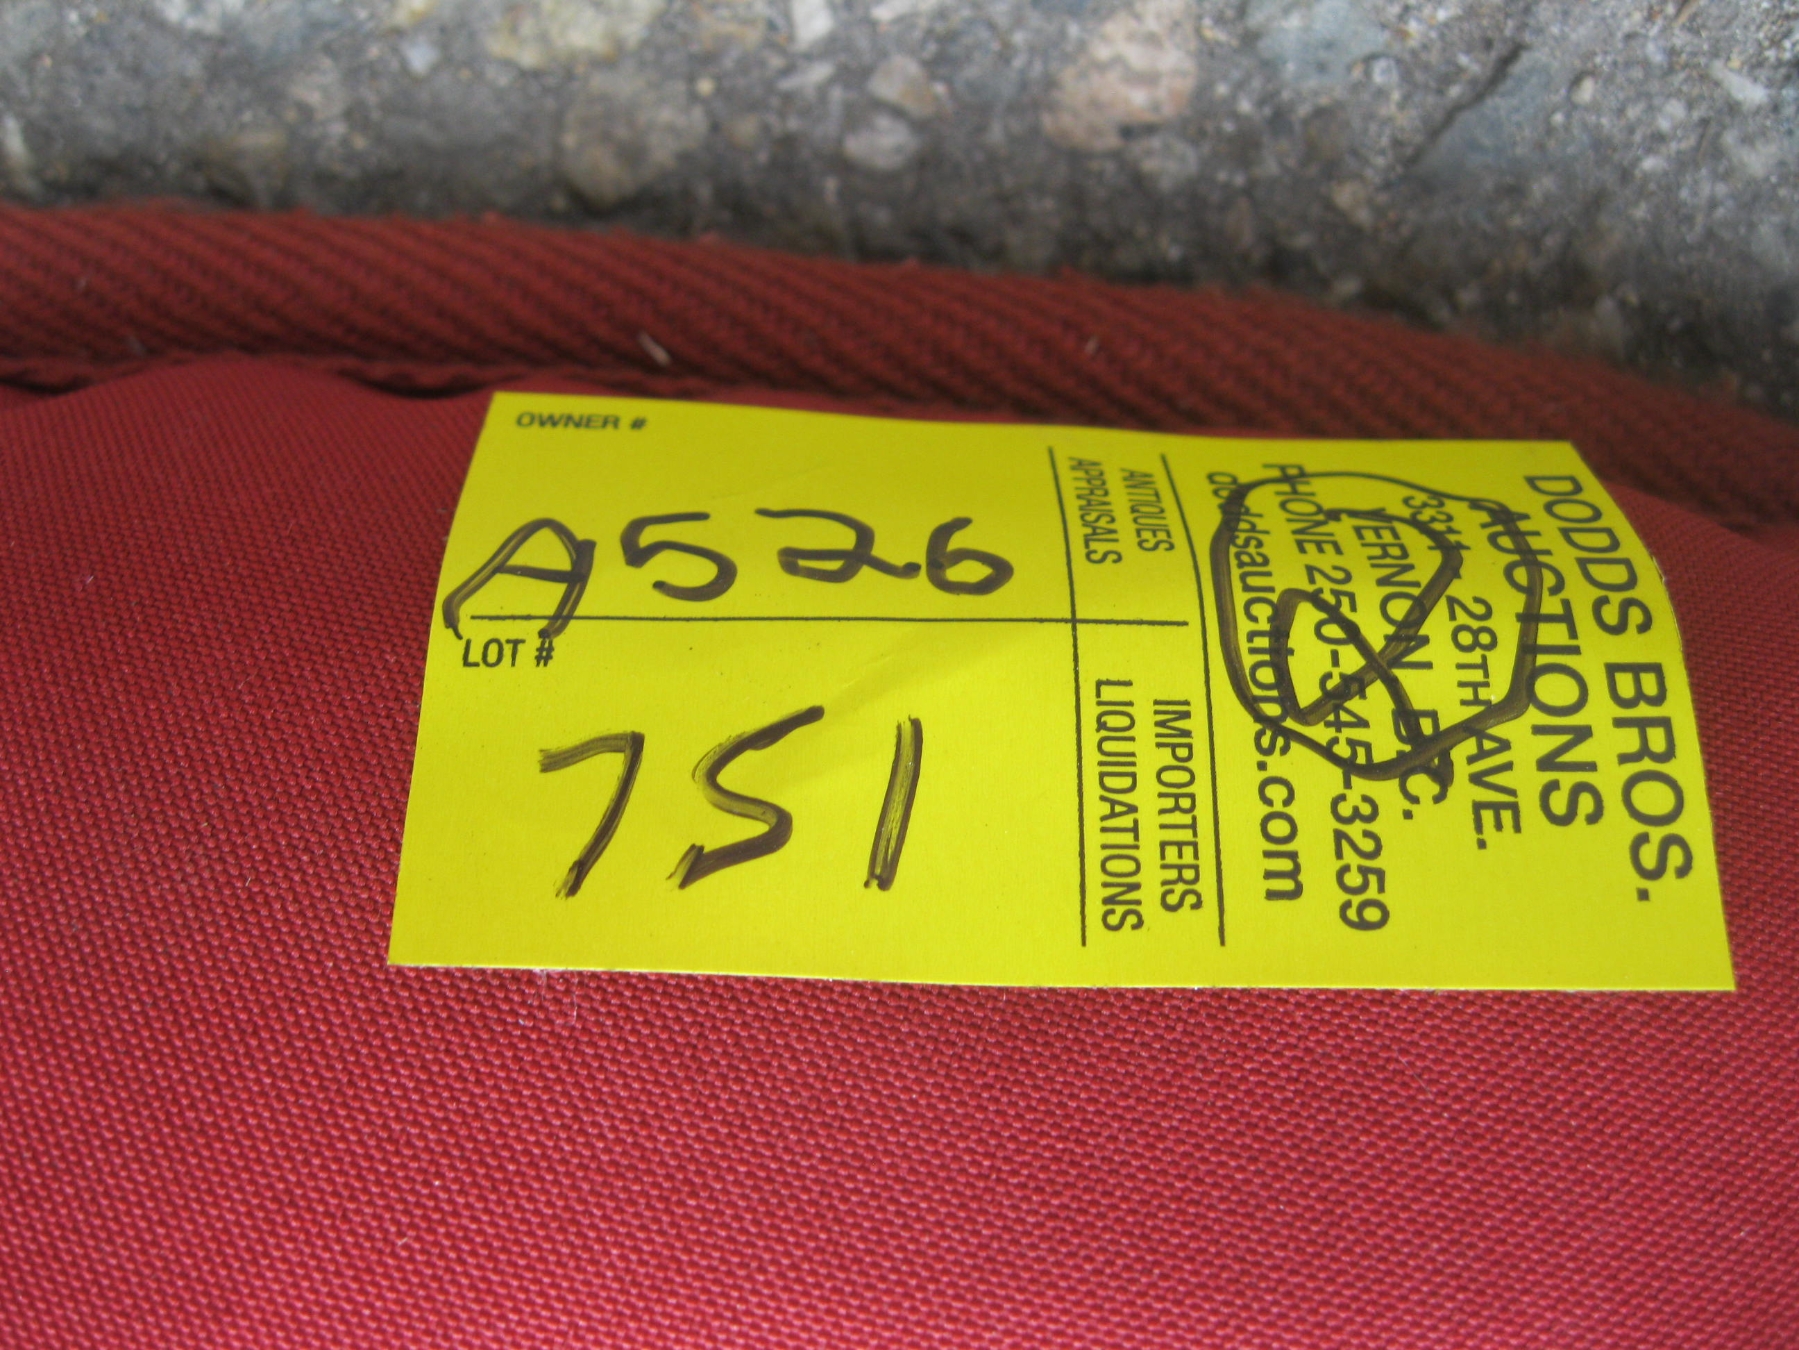 OWNER #
A526
LOT #
751
ANTIQUES
APPRAISALS
IMPORTERS
LIQUIDATIONS
DODDS BROS.
AUCTIONS
28TH AVE.
VERNON, B.C.
PHONE 250-545-3259
doddsauctions.com